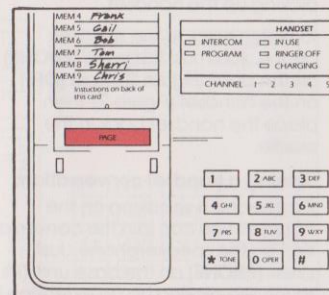 MEM 4 Frank
MEM 5 Gail
MEM 6 Bob
MEM 7 Tom
MEM 8 Sharri
MEM 9 Chris
Instructions on back of
this card
PAGE
HANDSET
INTERCOM IN USE
PROGRAM RINGER OFF
CHARGING
CHANNEL 1 2 3 4 5
1 2 ABC 3 DEF
4 GHI 5 JKL 6 MNO
7 PRS 8 TUV 9 WXY
* TONE 0 OPER #